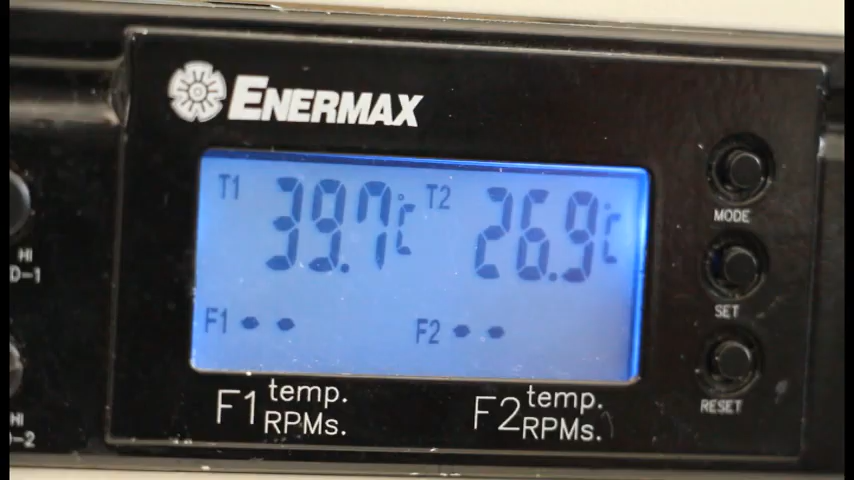 ENERMAX
T1 39.7°C T2 26.9°C
F1 -- F2 --
F1 temp. RPMs.
F2 temp. RPMs.
MODE
SET
RESET
HI
D-1
HI
-2